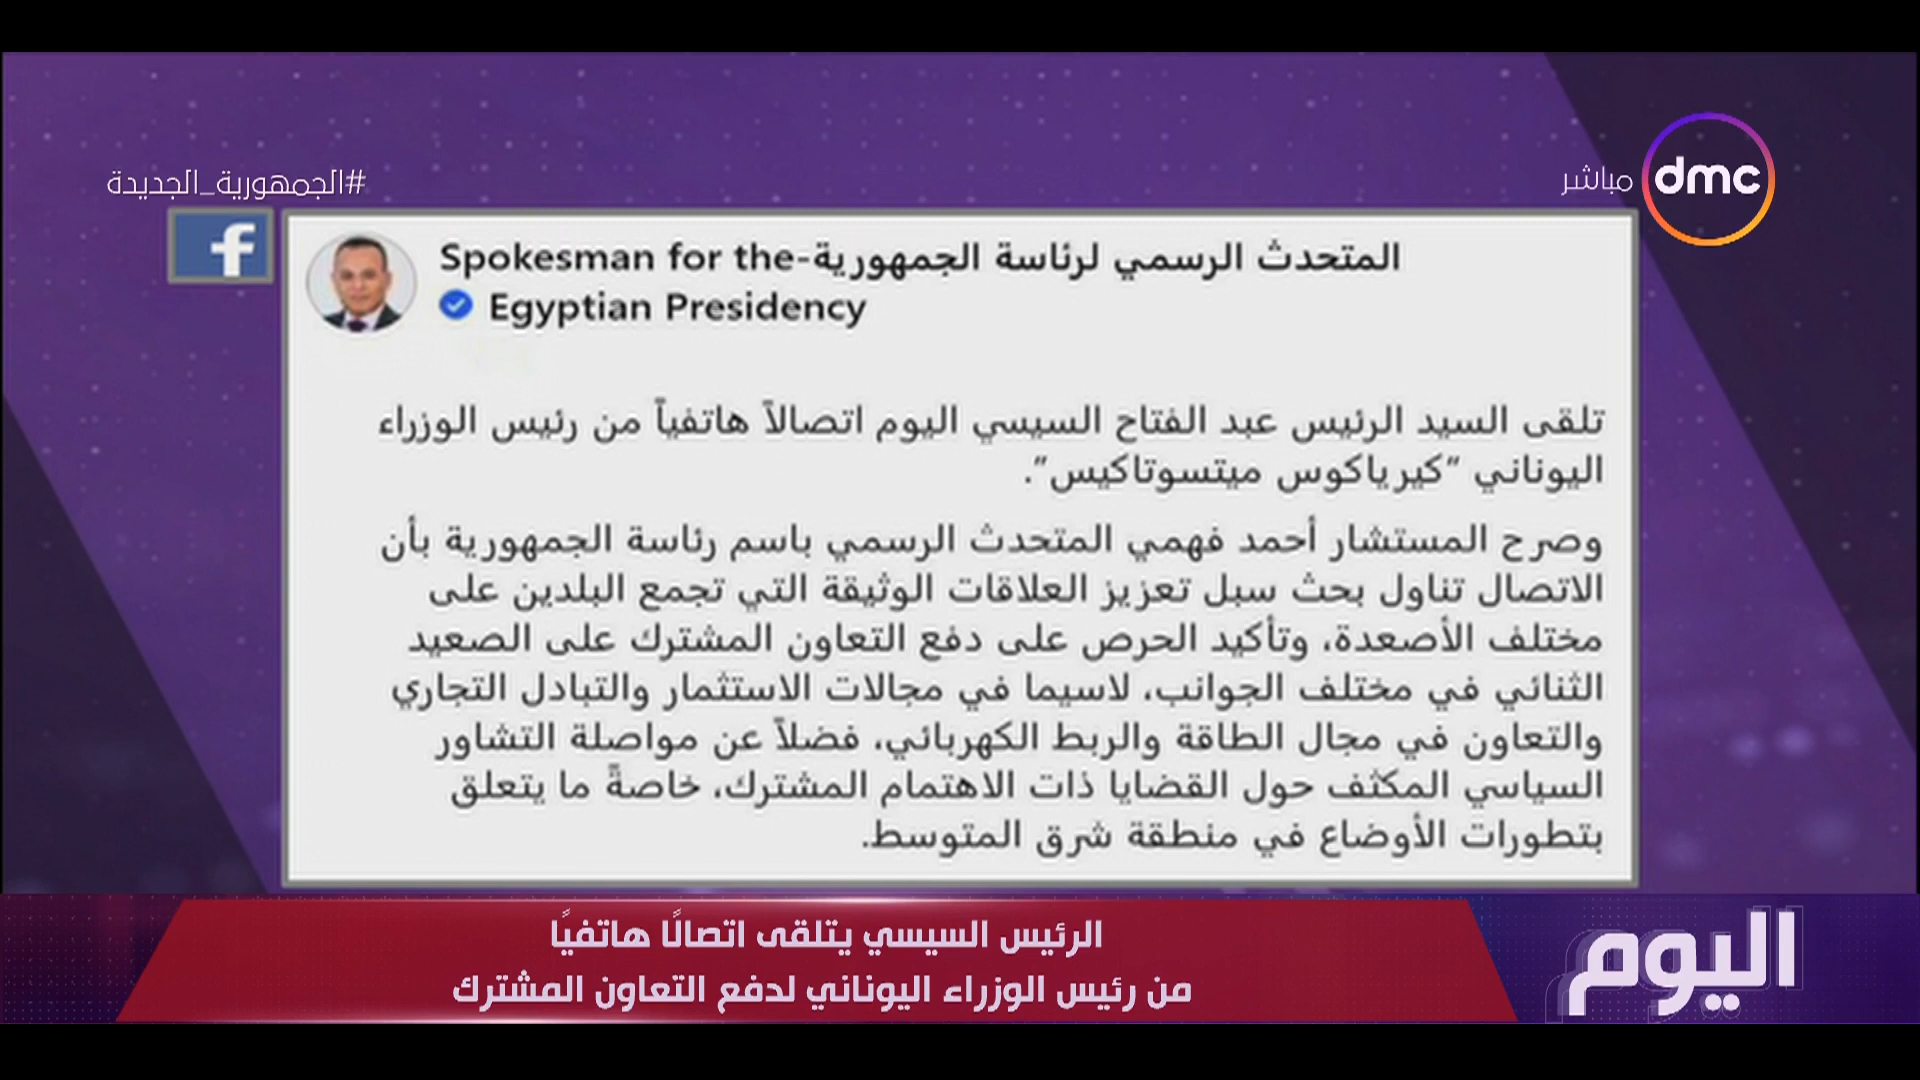 #الجمهورية_الجديدة
مباشر
dmc
f
المتحدث الرسمي لرئاسة الجمهورية-Spokesman for the
Egyptian Presidency
تلقى السيد الرئيس عبد الفتاح السيسي اليوم اتصالاً هاتفياً من رئيس الوزراء
اليوناني "كيرياكوس ميتسوتاكيس".
وصرح المستشار أحمد فهمي المتحدث الرسمي باسم رئاسة الجمهورية بأن
الاتصال تناول بحث سبل تعزيز العلاقات الوثيقة التي تجمع البلدين على
مختلف الأصعدة، وتأكيد الحرص على دفع التعاون المشترك على الصعيد
الثنائي في مختلف الجوانب، لاسيما في مجالات الاستثمار والتبادل التجاري
والتعاون في مجال الطاقة والربط الكهربائي، فضلاً عن مواصلة التشاور
السياسي المكثف حول القضايا ذات الاهتمام المشترك، خاصةً ما يتعلق
بتطورات الأوضاع في منطقة شرق المتوسط.
الرئيس السيسي يتلقى اتصالًا هاتفيًا
من رئيس الوزراء اليوناني لدفع التعاون المشترك
اليوم